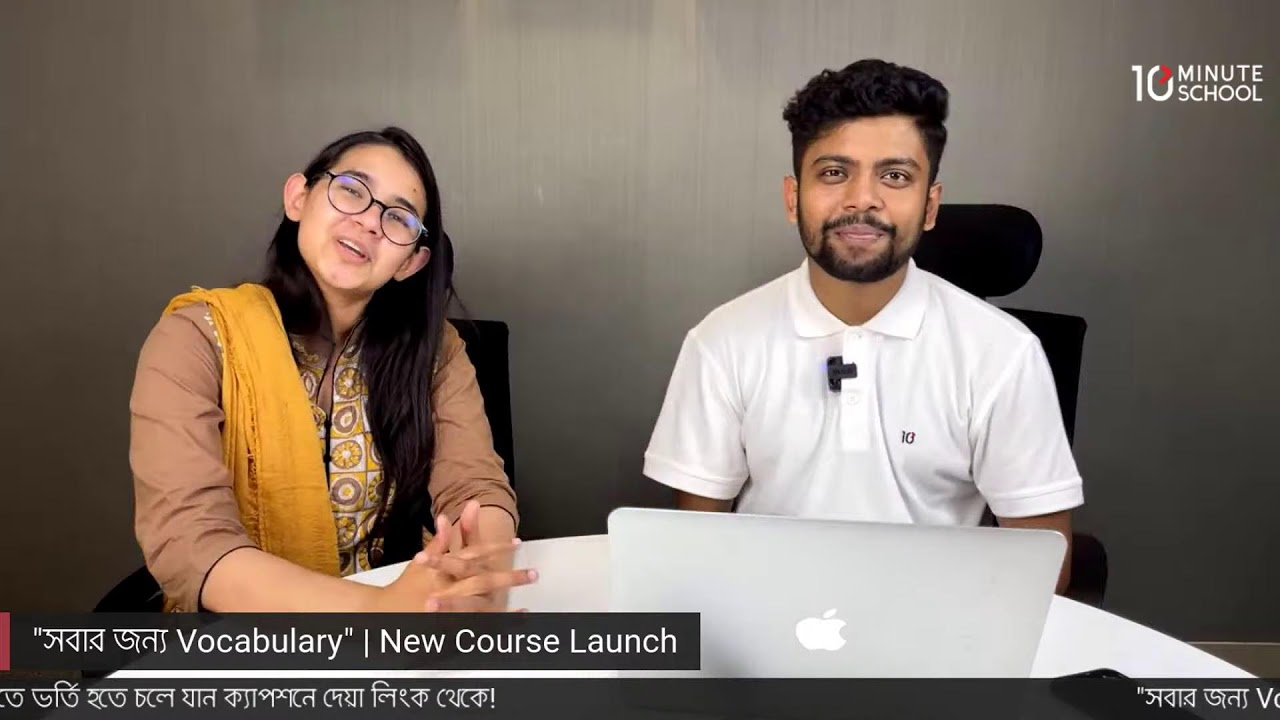 10 MINUTE
SCHOOL
10
"সবার জন্য Vocabulary" | New Course Launch
তে ভর্তি হতে চলে যান ক্যাপশনে দেয়া লিংক থেকে! "সবার জন্য Vo